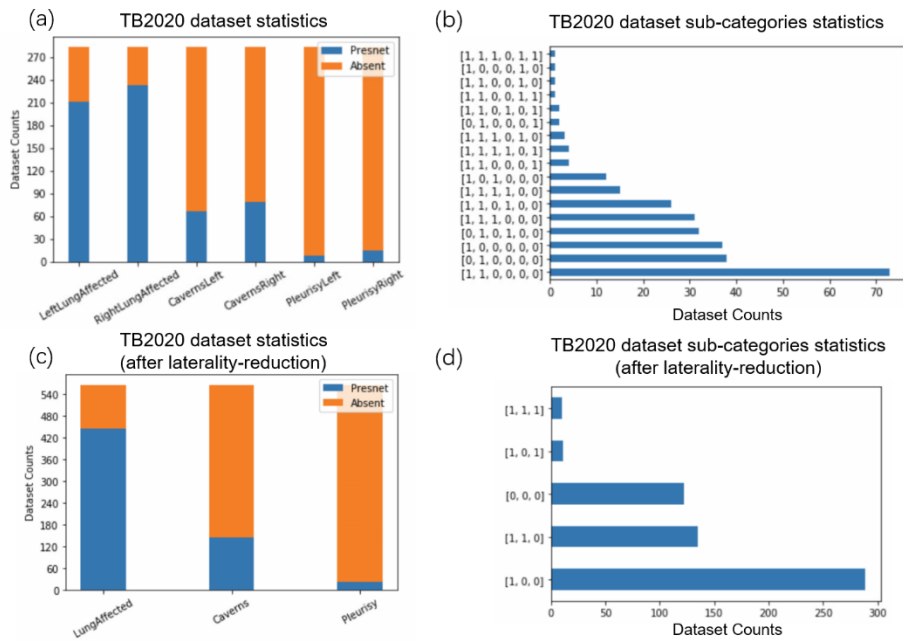 (a)
TB2020 dataset statistics
Presnet
Absent
270
240
210
180
150
120
90
60
30
0
Dataset Counts
LeftLungAffected
RightLungAffected
CavernsLeft
CavernsRight
PleurisyLeft
PleurisyRight
(b)
TB2020 dataset sub-categories statistics
[1, 1, 1, 0, 1, 1]
[1, 0, 0, 0, 1, 0]
[1, 1, 0, 0, 1, 0]
[1, 1, 0, 0, 1, 1]
[1, 1, 0, 1, 0, 1]
[0, 1, 0, 0, 0, 1]
[1, 1, 1, 0, 1, 0]
[1, 1, 1, 1, 0, 1]
[1, 1, 0, 0, 0, 1]
[1, 0, 1, 0, 0, 0]
[1, 1, 1, 1, 0, 0]
[1, 1, 0, 1, 0, 0]
[1, 1, 1, 0, 0, 0]
[0, 1, 0, 1, 0, 0]
[1, 0, 0, 0, 0, 0]
[0, 1, 0, 0, 0, 0]
[1, 1, 0, 0, 0, 0]
0 10 20 30 40 50 60 70
Dataset Counts
(c)
TB2020 dataset statistics
(after laterality-reduction)
Presnet
Absent
540
480
420
360
300
240
180
120
60
0
Dataset Counts
LungAffected
Caverns
Pleurisy
(d)
TB2020 dataset sub-categories statistics
(after laterality-reduction)
[1, 1, 1]
[1, 0, 1]
[0, 0, 0]
[1, 1, 0]
[1, 0, 0]
0 50 100 150 200 250 300
Dataset Counts